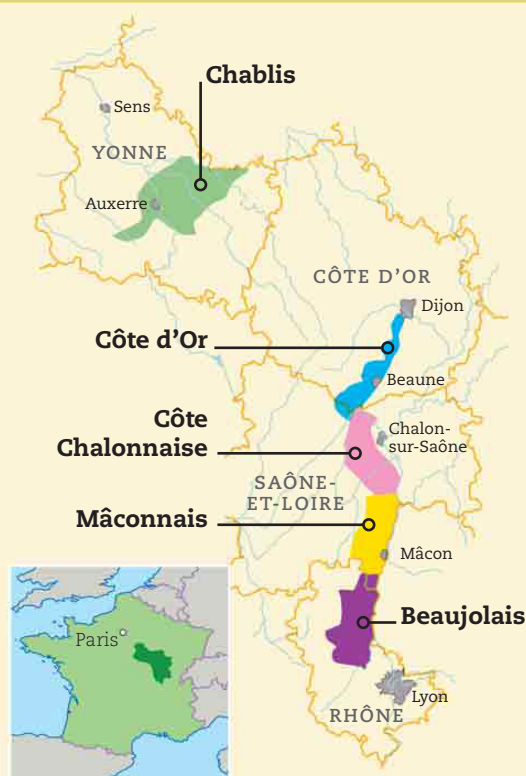 Chablis
Sens
YONNE
Auxerre
CÔTE D'OR
Dijon
Côte d'Or
Beaune
Côte
Chalonnaise
Chalon-
sur-Saône
SAÔNE-
ET-LOIRE
Mâconnais
Mâcon
Beaujolais
Paris
Lyon
RHÔNE